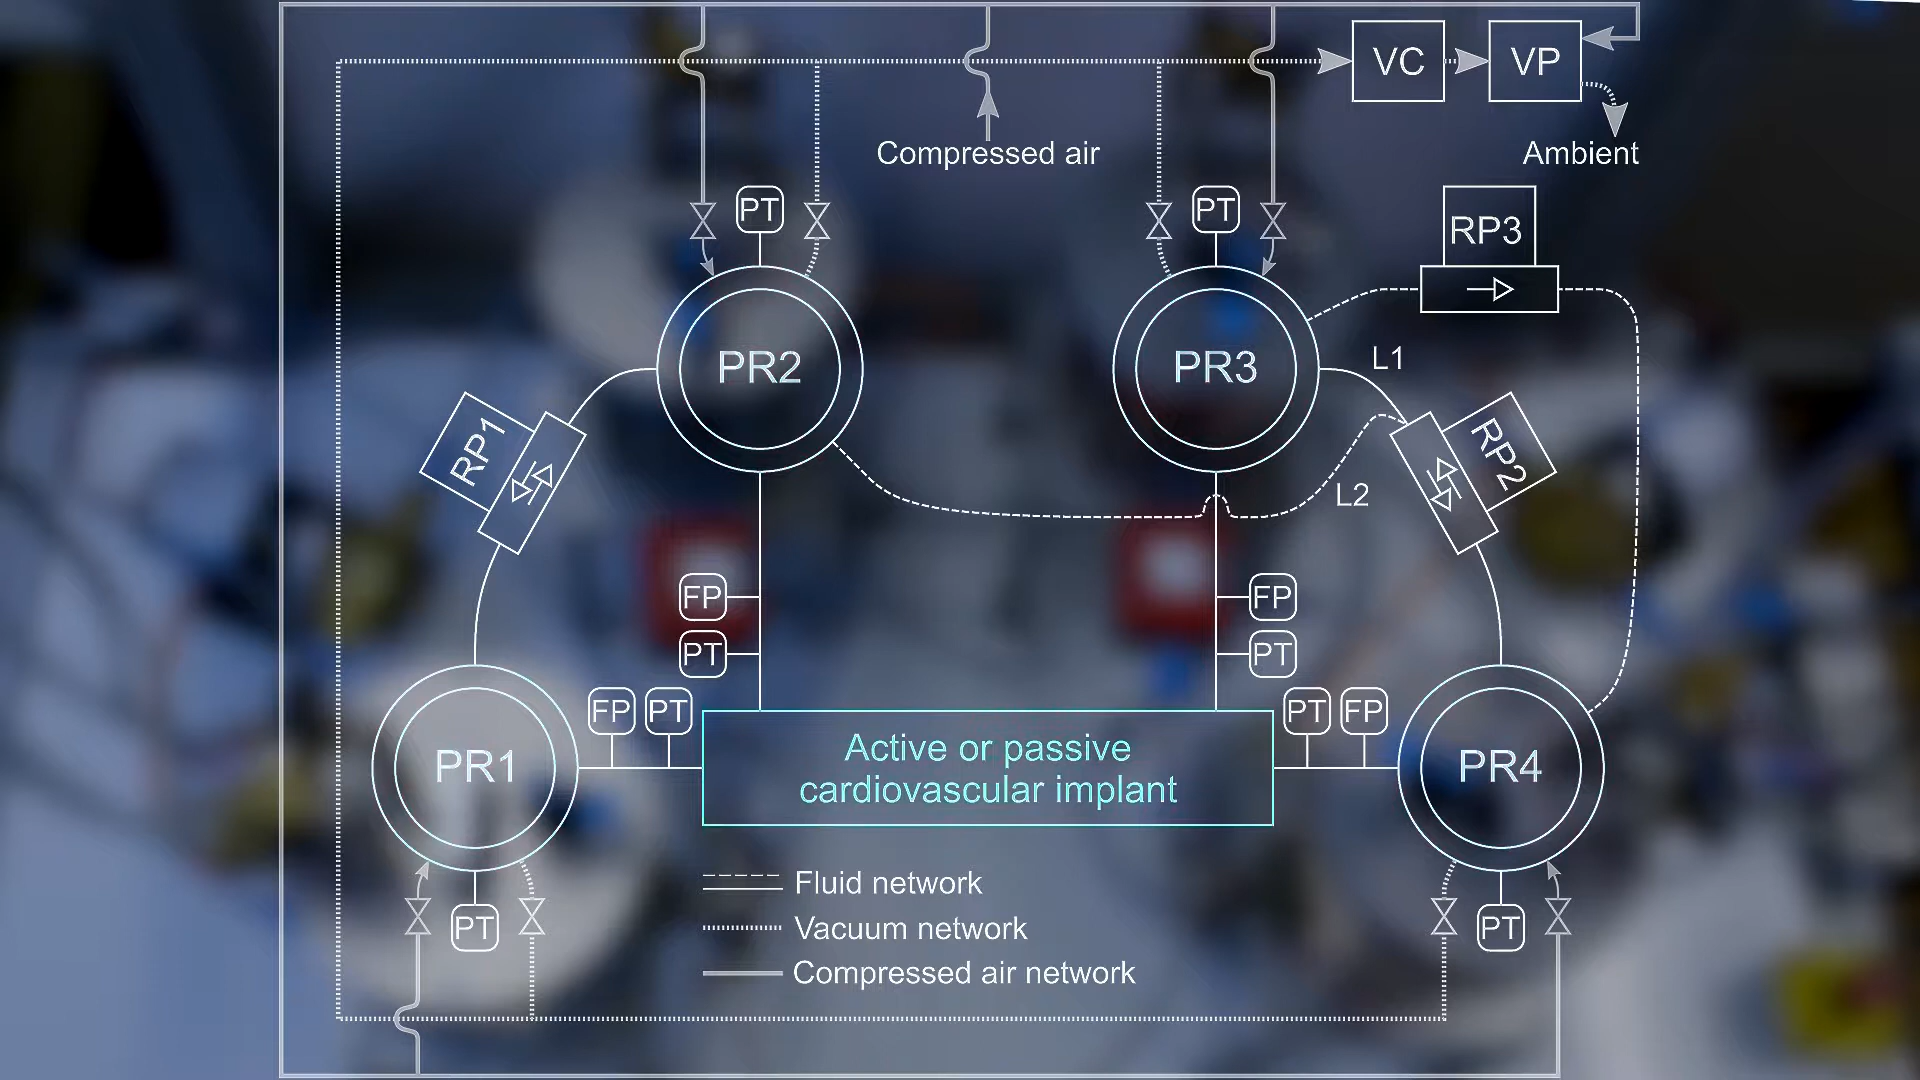 VC
VP
Compressed air
Ambient
PT
PT
RP3
PR2
PR3
L1
RP1
RP2
L2
FP
FP
PT
PT
FP
PT
PT
FP
PR1
Active or passive
cardiovascular implant
PR4
Fluid network
PT
Vacuum network
PT
Compressed air network